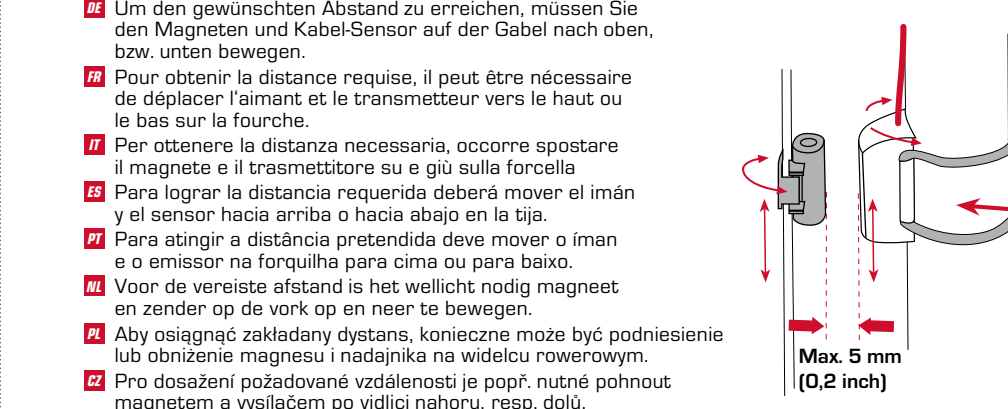 DE Um den gewünschten Abstand zu erreichen, müssen Sie
den Magneten und Kabel-Sensor auf der Gabel nach oben,
bzw. unten bewegen.
FR Pour obtenir la distance requise, il peut être nécessaire
de déplacer l'aimant et le transmetteur vers le haut ou
le bas sur la fourche.
IT Per ottenere la distanza necessaria, occorre spostare
il magnete e il trasmettitore su e giù sulla forcella
ES Para lograr la distancia requerida deberá mover el imán
y el sensor hacia arriba o hacia abajo en la tija.
PT Para atingir a distância pretendida deve mover o íman
e o emissor na forquilha para cima ou para baixo.
NL Voor de vereiste afstand is het wellicht nodig magneet
en zender op de vork op en neer te bewegen.
PL Aby osiągnąć zakładany dystans, konieczne może być podniesienie
lub obniżenie magnesu i nadajnika na widelcu rowerowym.
CZ Pro dosažení požadované vzdálenosti je popř. nutné pohnout
magnetem a vysílačem po vidlici nahoru, resp. dolů.
Max. 5 mm
(0,2 inch)